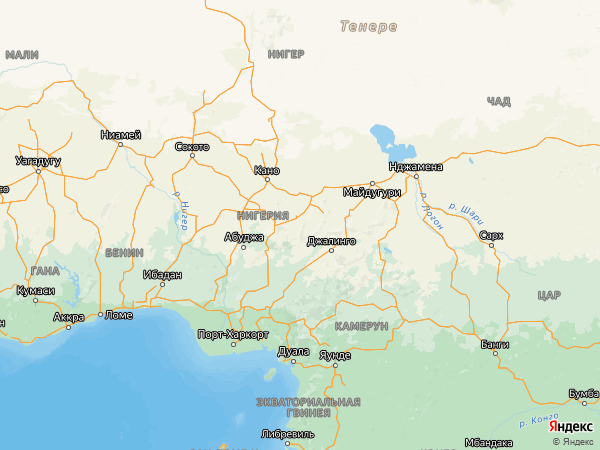 Тенере
НИГЕР
МАЛИ
ЧАД
Ниамей
Сокото
Уагадугу
Нджамена
Кано
Майдугури
р. Нигер
р. Логон
р. Шари
НИГЕРИЯ
Абуджа
Джалинго
Сарх
БЕНИН
ГАНА
Ибадан
Кумаси
ЦАР
Аккра
Ломе
КАМЕРУН
Порт-Харкорт
Дуала
Яунде
Банги
Бумба
ЭКВАТОРИАЛЬНАЯ
ГВИНЕЯ
р. Конго
Либревиль
Мбандака
Яндекс
© Яндекс